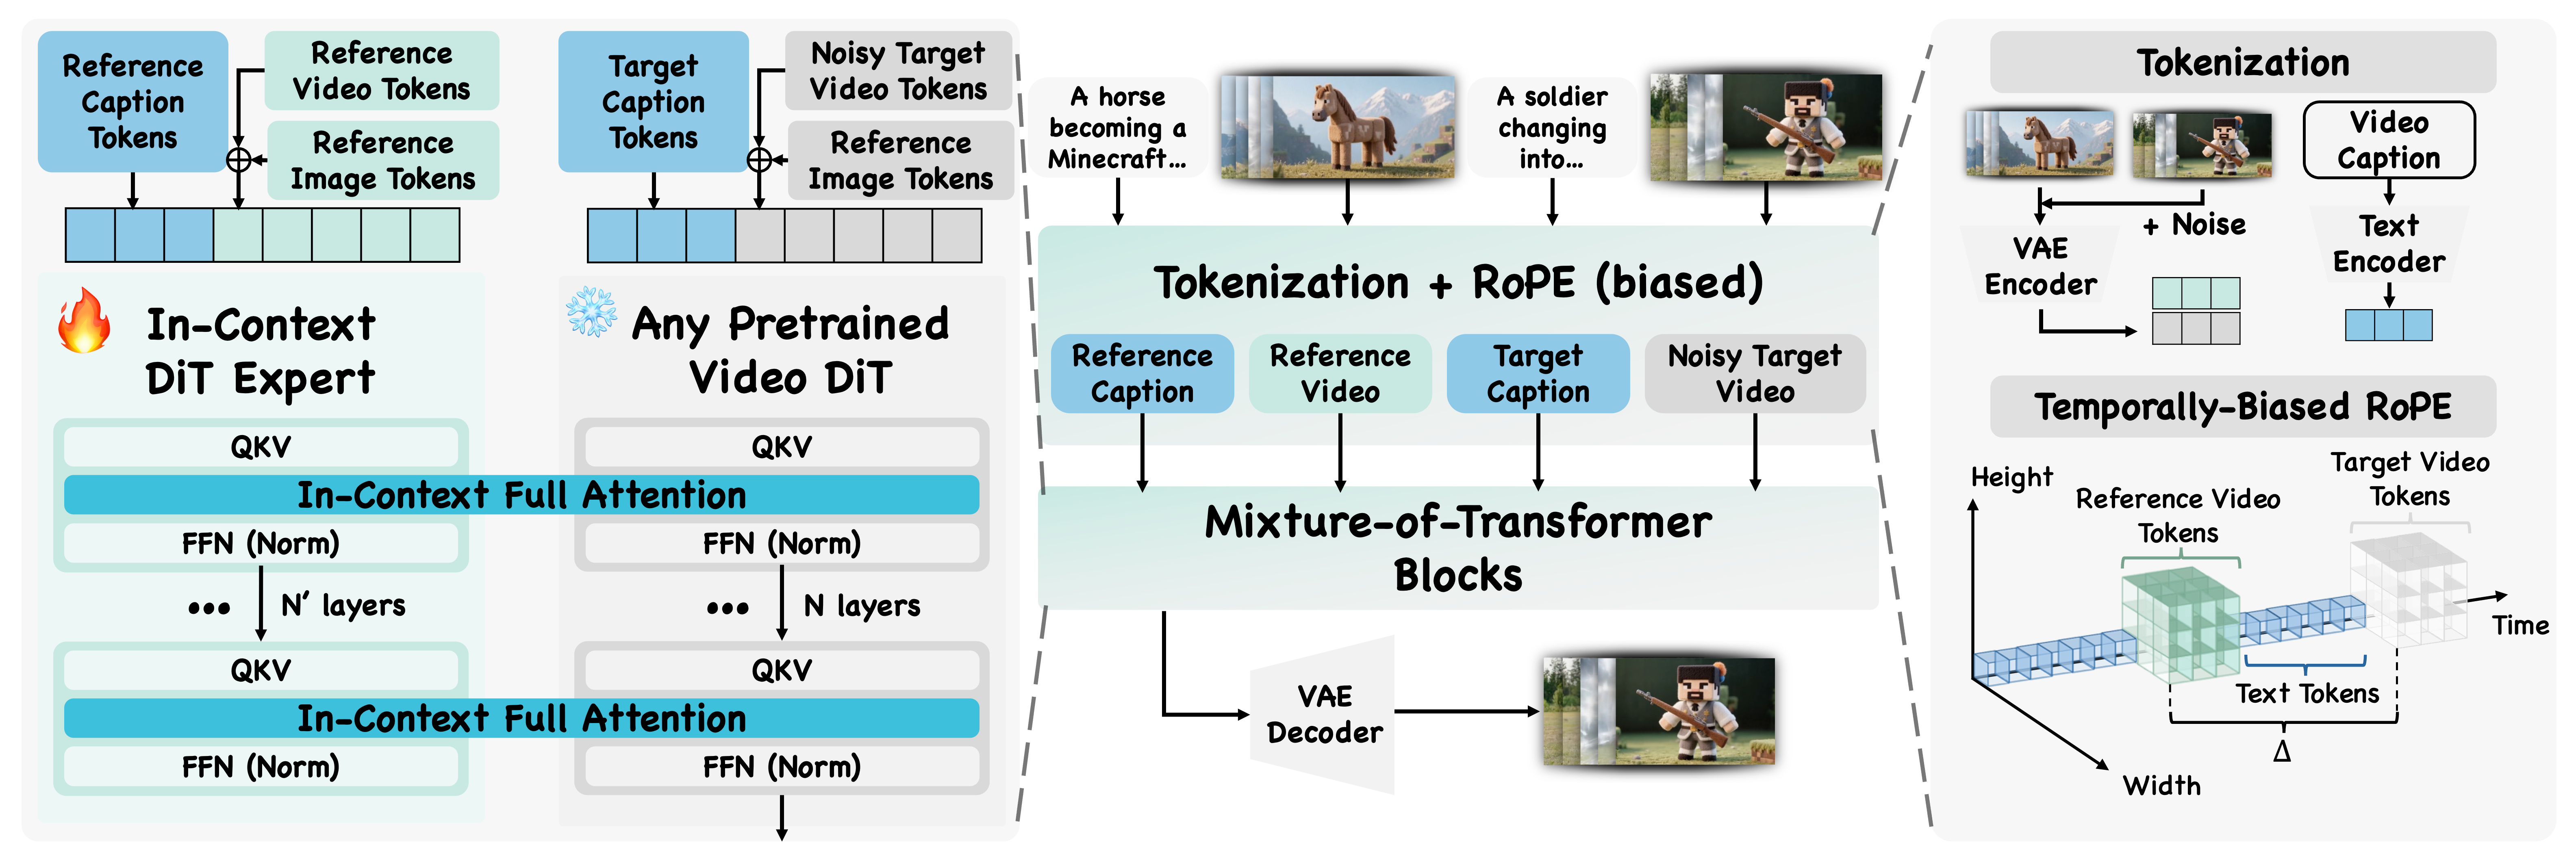 Reference
Caption
Tokens
Reference
Video Tokens
Reference
Image Tokens
Target
Caption
Tokens
Noisy Target
Video Tokens
Reference
Image Tokens
In-Context
DiT Expert
QKV
In-Context Full Attention
FFN (Norm)
... N' layers
QKV
In-Context Full Attention
FFN (Norm)
Any Pretrained
Video DiT
QKV
FFN (Norm)
... N layers
QKV
FFN (Norm)
A horse
becoming a
Minecraft...
A soldier
changing
into...
Tokenization + RoPE (biased)
Reference
Caption
Reference
Video
Target
Caption
Noisy Target
Video
Mixture-of-Transformer
Blocks
VAE
Decoder
Tokenization
Video
Caption
+ Noise
VAE
Encoder
Text
Encoder
Temporally-Biased RoPE
Height
Reference Video
Tokens
Target Video
Tokens
Time
Text Tokens
Δ
Width